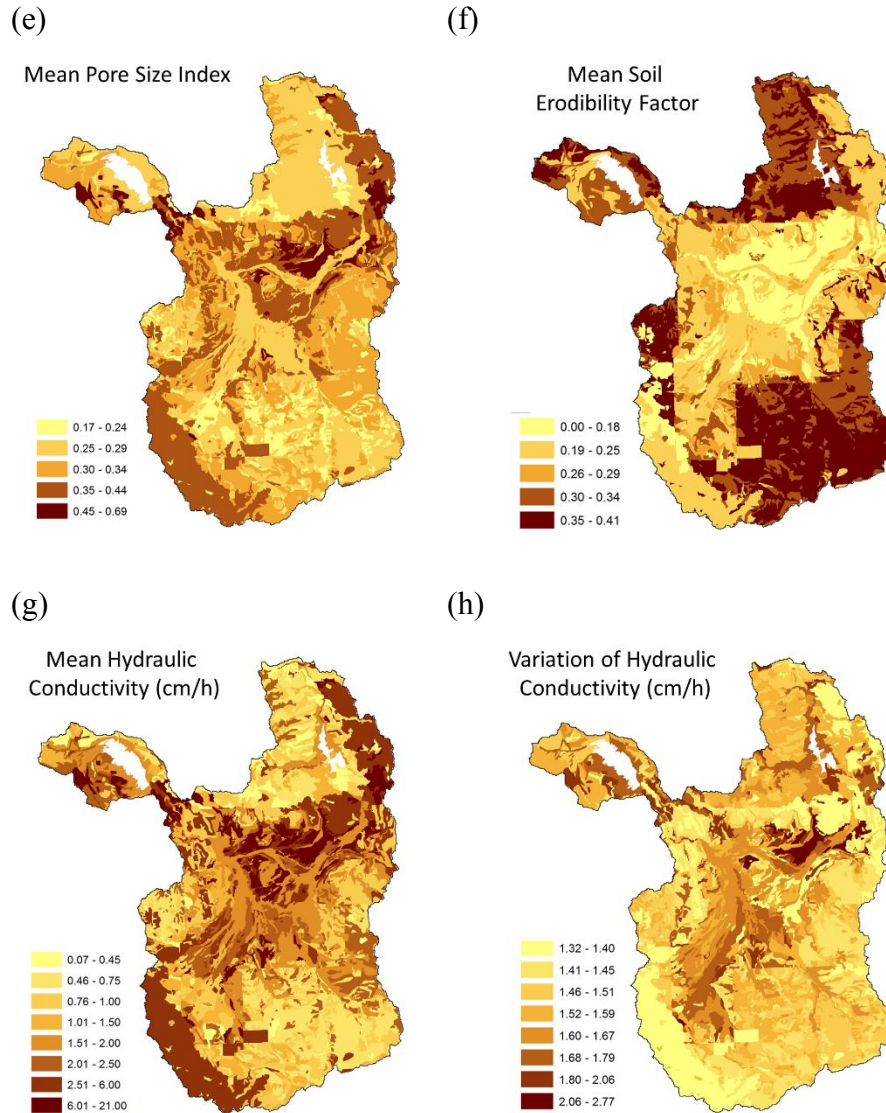 (e)
Mean Pore Size Index
0.17 - 0.24
0.25 - 0.29
0.30 - 0.34
0.35 - 0.44
0.45 - 0.69
(f)
Mean Soil
Erodibility Factor
0.00 - 0.18
0.19 - 0.25
0.26 - 0.29
0.30 - 0.34
0.35 - 0.41
(g)
Mean Hydraulic
Conductivity (cm/h)
0.07 - 0.45
0.46 - 0.75
0.76 - 1.00
1.01 - 1.50
1.51 - 2.00
2.01 - 2.50
2.51 - 6.00
6.01 - 21.00
(h)
Variation of Hydraulic
Conductivity (cm/h)
1.32 - 1.40
1.41 - 1.45
1.46 - 1.51
1.52 - 1.59
1.60 - 1.67
1.68 - 1.79
1.80 - 2.06
2.06 - 2.77